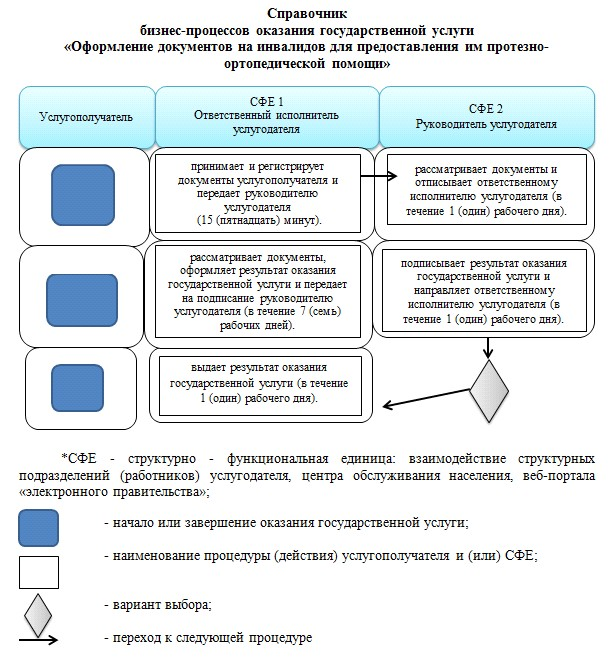 Справочник
бизнес-процессов оказания государственной услуги
«Оформление документов на инвалидов для предоставления им протезно-
ортопедической помощи»
Услугополучатель
СФЕ 1
Ответственный исполнитель
услугодателя
СФЕ 2
Руководитель услугодателя
принимает и регистрирует
документы услугополучателя и
передает руководителю
услугодателя
(15 (пятнадцать) минут).
рассматривает документы и
отписывает ответственному
исполнителю услугодателя (в
течение 1 (один) рабочего дня).
рассматривает документы,
оформляет результат оказания
государственной услуги и передает
на подписание руководителю
услугодателя (в течение 7 (семь)
рабочих дней).
подписывает результат оказания
государственной услуги и
направляет ответственному
исполнителю услугодателя (в
течение 1 (один) рабочего дня).
выдает результат оказания
государственной услуги (в течение
1 (один) рабочего дня).
*СФЕ - структурно - функциональная единица: взаимодействие структурных
подразделений (работников) услугодателя, центра обслуживания населения, веб-портала
«электронного правительства»;
- начало или завершение оказания государственной услуги;
- наименование процедуры (действия) услугополучателя и (или) СФЕ;
- вариант выбора;
- переход к следующей процедуре